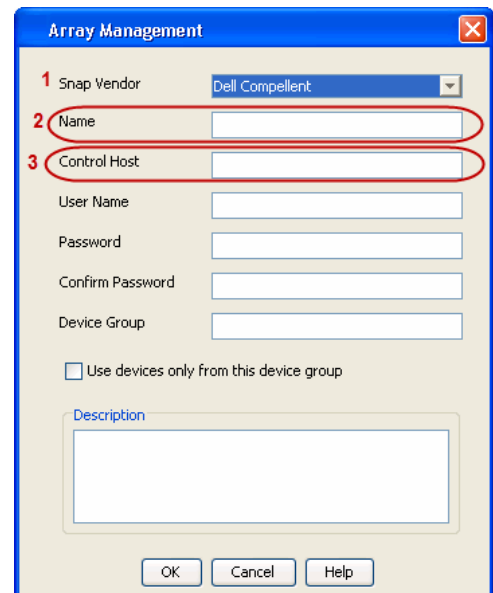 Array Management
1 Snap Vendor Dell Compellent
2 Name
3 Control Host
User Name
Password
Confirm Password
Device Group
Use devices only from this device group
Description
OK Cancel Help